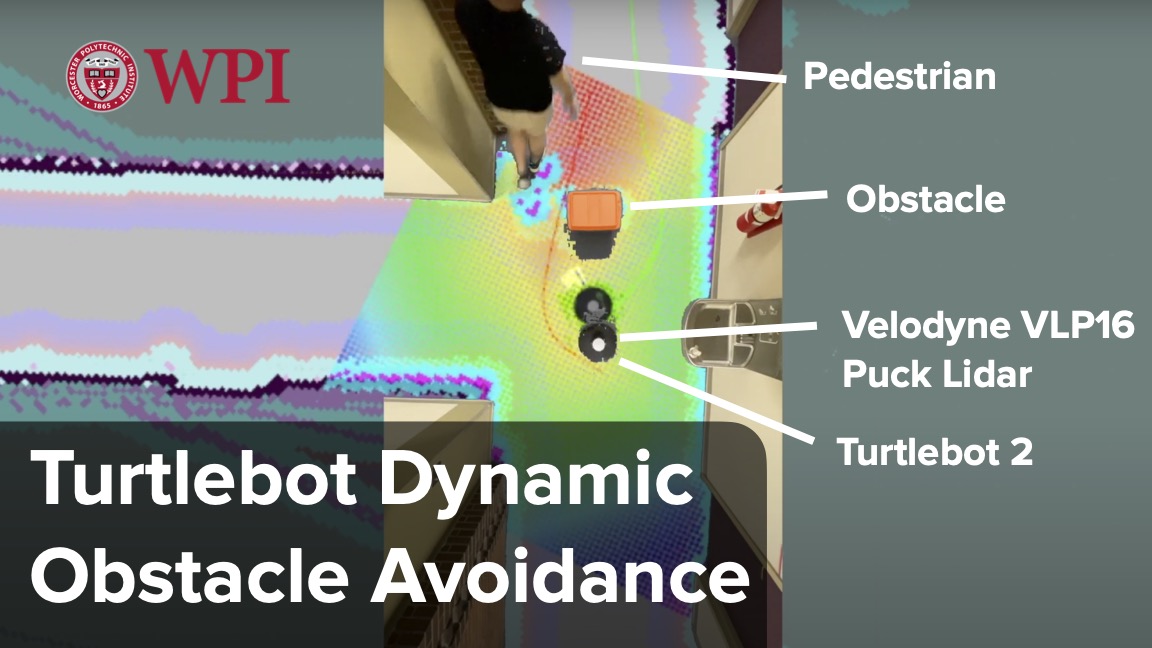 WORCESTER POLYTECHNIC INSTITUTE
1865
WPI
Pedestrian
Obstacle
Velodyne VLP16
Puck Lidar
Turtlebot 2
Turtlebot Dynamic
Obstacle Avoidance